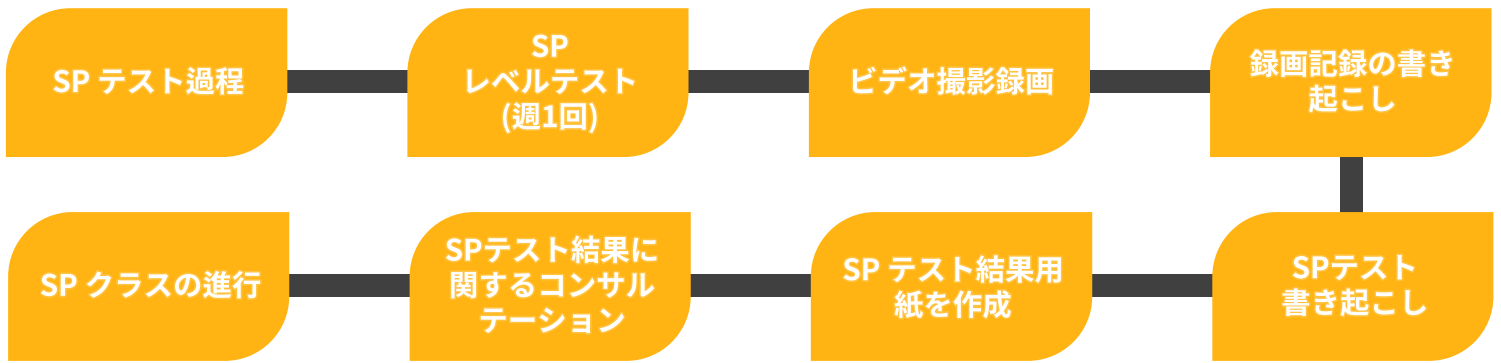 SP テスト過程
SP
レベルテスト
(週1回)
ビデオ撮影録画
録画記録の書き
起こし
SPテスト
書き起こし
SP テスト結果用
紙を作成
SPテスト結果に
関するコンサル
テーション
SP クラスの進行